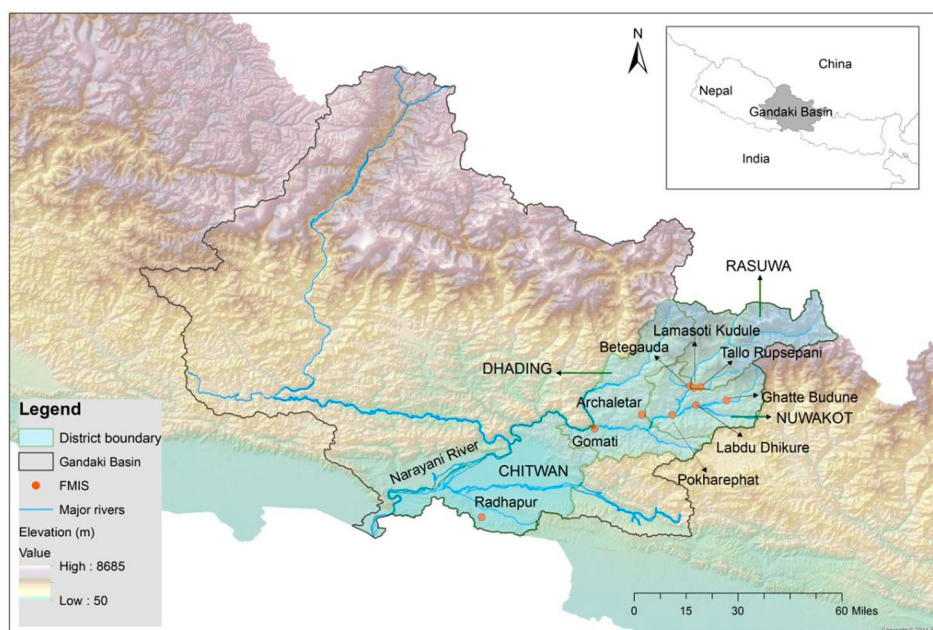 N
China
Nepal
Gandaki Basin
India
RASUWA
Lamasoti Kudule
Betegauda
Tallo Rupsepani
DHADING
Archaletar
Ghatte Budune
NUWAKOT
Gomati
Labdu Dhikure
Narayani River
CHITWAN
Pokharephat
Radhapur
Legend
District boundary
Gandaki Basin
FMIS
Major rivers
Elevation (m)
Value
High : 8685
Low : 50
0 15 30 60 Miles